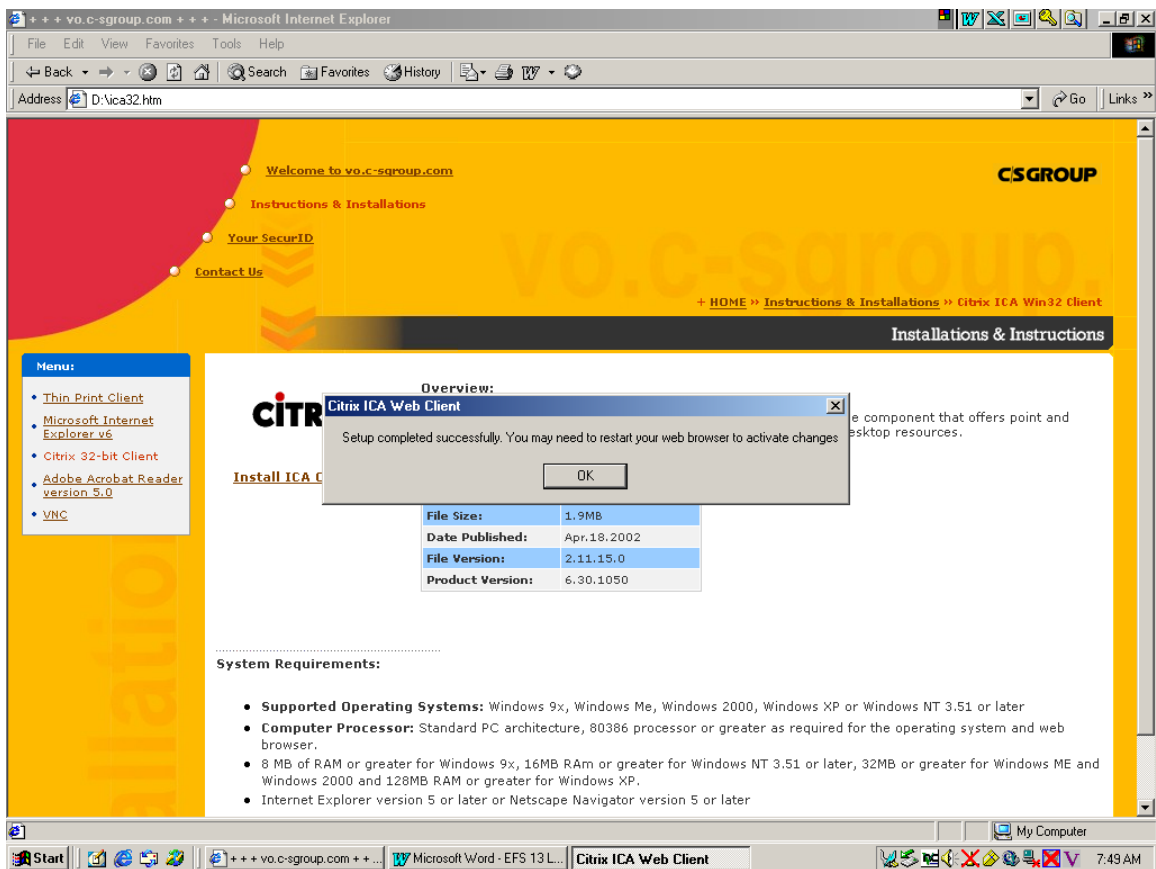 + + + vo.c-sgroup.com + + + - Microsoft Internet Explorer
File Edit View Favorites Tools Help
Back Search Favorites History
Address D:\ica32.htm Go Links »
Welcome to vo.c-sgroup.com
CSGROUP
Instructions & Installations
Your SecurID
vo.c-sgroup.
Contact Us
+ HOME » Instructions & Installations » Citrix ICA Win32 Client
Installations & Instructions
Menu:
Thin Print Client
Microsoft Internet
Explorer v6
Citrix 32-bit Client
Adobe Acrobat Reader
version 5.0
VNC
Overview:
CITR
e component that offers point and
esktop resources.
Install ICA C
Citrix ICA Web Client
Setup completed successfully. You may need to restart your web browser to activate changes
OK
File Size: 1.9MB
Date Published: Apr.18.2002
File Version: 2.11.15.0
Product Version: 6.30.1050
System Requirements:
Supported Operating Systems: Windows 9x, Windows Me, Windows 2000, Windows XP or Windows NT 3.51 or later
Computer Processor: Standard PC architecture, 80386 processor or greater as required for the operating system and web
browser.
8 MB of RAM or greater for Windows 9x, 16MB RAm or greater for Windows NT 3.51 or later, 32MB or greater for Windows ME and
Windows 2000 and 128MB RAM or greater for Windows XP.
Internet Explorer version 5 or later or Netscape Navigator version 5 or later
My Computer
Start + + + vo.c-sgroup.com + + ... Microsoft Word - EFS 13 L... Citrix ICA Web Client 7:49 AM